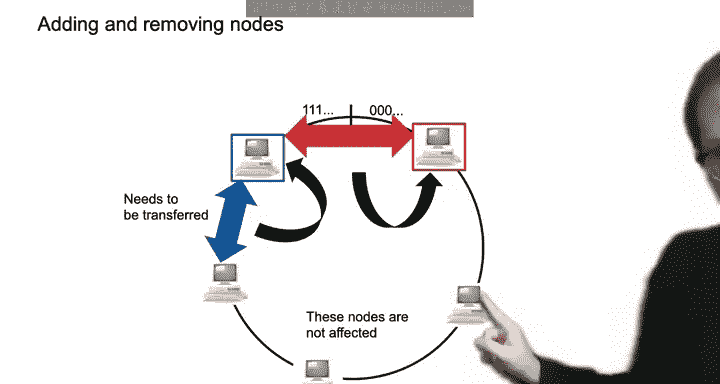 Adding and removing nodes
111... 000...
Needs to
be transferred
These nodes are
not affected